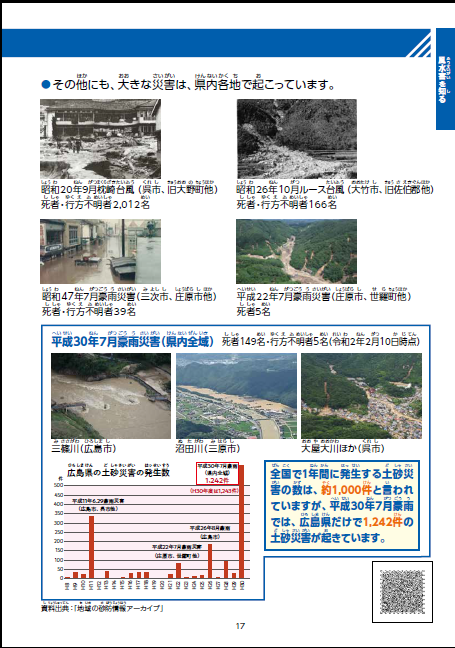 風水害を知る
●その他にも、大きな災害は、県内各地で起こっています。
昭和20年9月枕崎台風（呉市、旧大野町他）
死者・行方不明者2,012名
昭和26年10月ルース台風（大竹市、旧佐伯郡他）
死者・行方不明者166名
昭和47年7月豪雨災害（三次市、庄原市他）
死者・行方不明者39名
平成22年7月豪雨災害（庄原市、世羅町他）
死者5名
平成30年7月豪雨災害（県内全域） 死者149名・行方不明者5名（令和2年2月10日時点）
三篠川（広島市）
沼田川（三原市）
大屋大川ほか（呉市）
広島県の土砂災害の発生数
件
500
450
400
350
300
250
200
150
100
50
0
平成11年6.29豪雨災害
（広島市、呉市他）
平成22年7月豪雨災害
（庄原市、世羅町他）
平成26年8月豪雨
（広島市）
平成30年7月豪雨
（県内全域）
1,242件
（H30年度は1,243件）
全国で1年間に発生する土砂災
害の数は、約1,000件と言われ
ていますが、平成30年7月豪雨
では、広島県だけで1,242件の
土砂災害が起きています。
資料出典：「地域の砂防情報アーカイブ」
17